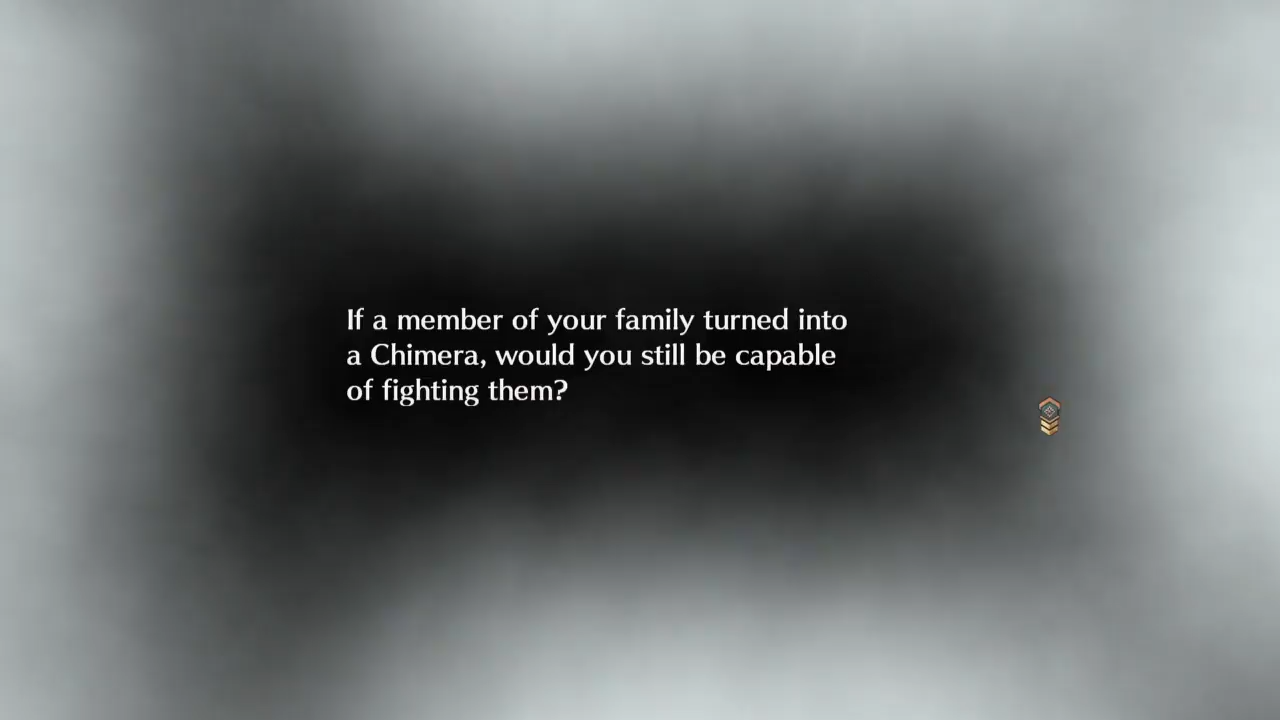 If a member of your family turned into
a Chimera, would you still be capable
of fighting them?